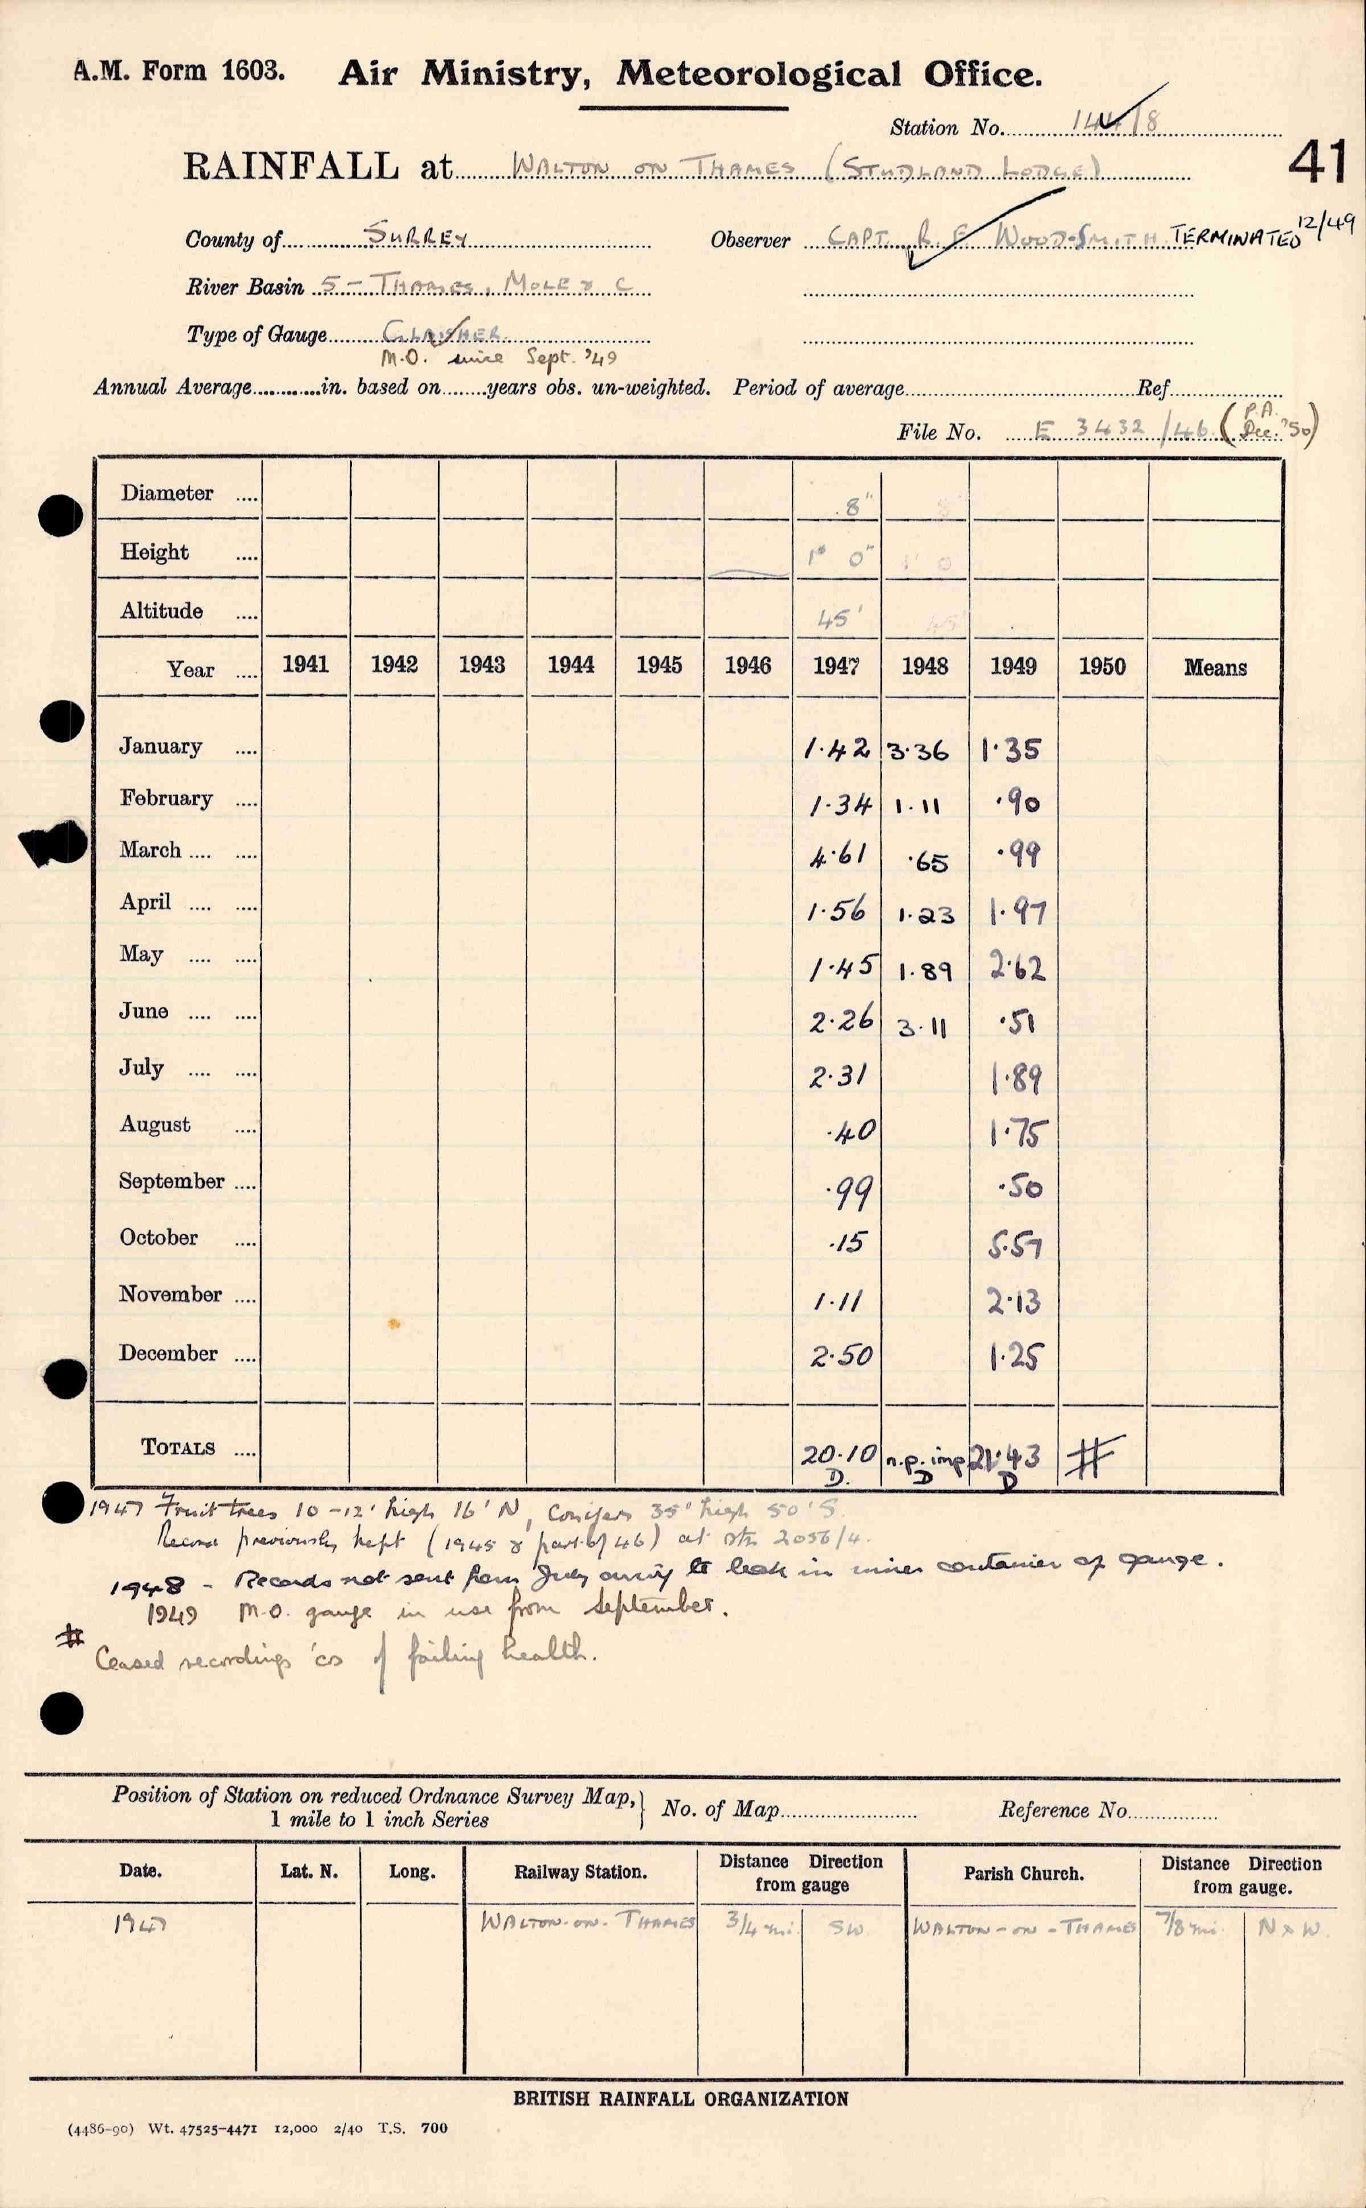 A.M. Form 1603. Air Ministry, Meteorological Office.
Station No. 144/8
41
RAINFALL at WALTON ON THAMES (STUDLAND LODGE)
County of SURREY Observer CAPT. R. E. WOOD-SMITH TERMINATED 12/49
River Basin 5 - THAMES, MOLE & C
Type of Gauge GLAISHER
M.O. since Sept. '49
Annual Average............in. based on........years obs. un-weighted. Period of average............Ref............
File No. E 3432/46 (P.A. Dec. '50)
Diameter .... 8" 8"
Height .... 1' 0" 1' 0
Altitude .... 45' 45'
Year .... 1941 1942 1943 1944 1945 1946 1947 1948 1949 1950 Means
January .... 1.42 3.36 1.35
February .... 1.34 1.11 .90
March .... .... 4.61 .65 .99
April .... .... 1.56 1.23 1.97
May .... .... 1.45 1.89 2.62
June .... .... 2.26 3.11 .51
July .... .... 2.31 1.89
August .... .40 1.75
September .... .99 .50
October .... .15 5.57
November .... 1.11 2.13
December .... 2.50 1.25
TOTALS .... 20.10 n.p. imp 21.43 #
D. D D
1947 Fruit trees 10-12' high 16' N, Conifers 35' high 50' S.
Record previously kept (1945 & part of 46) at stn 2056/4.
1948 - Records not sent from July owing to leak in inner container of gauge.
1949 M.O. gauge in use from September.
# Ceased recordings 'cos of failing health.
Position of Station on reduced Ordnance Survey Map, } No. of Map............ Reference No............
1 mile to 1 inch Series
Date. Lat. N. Long. Railway Station. Distance Direction from gauge Parish Church. Distance Direction from gauge.
1947 WALTON-ON-THAMES 3/4 mi. SW WALTON-ON-THAMES 7/8 mi. N x W.
BRITISH RAINFALL ORGANIZATION
(4486-90) Wt. 47525-4471 12,000 2/40 T.S. 700